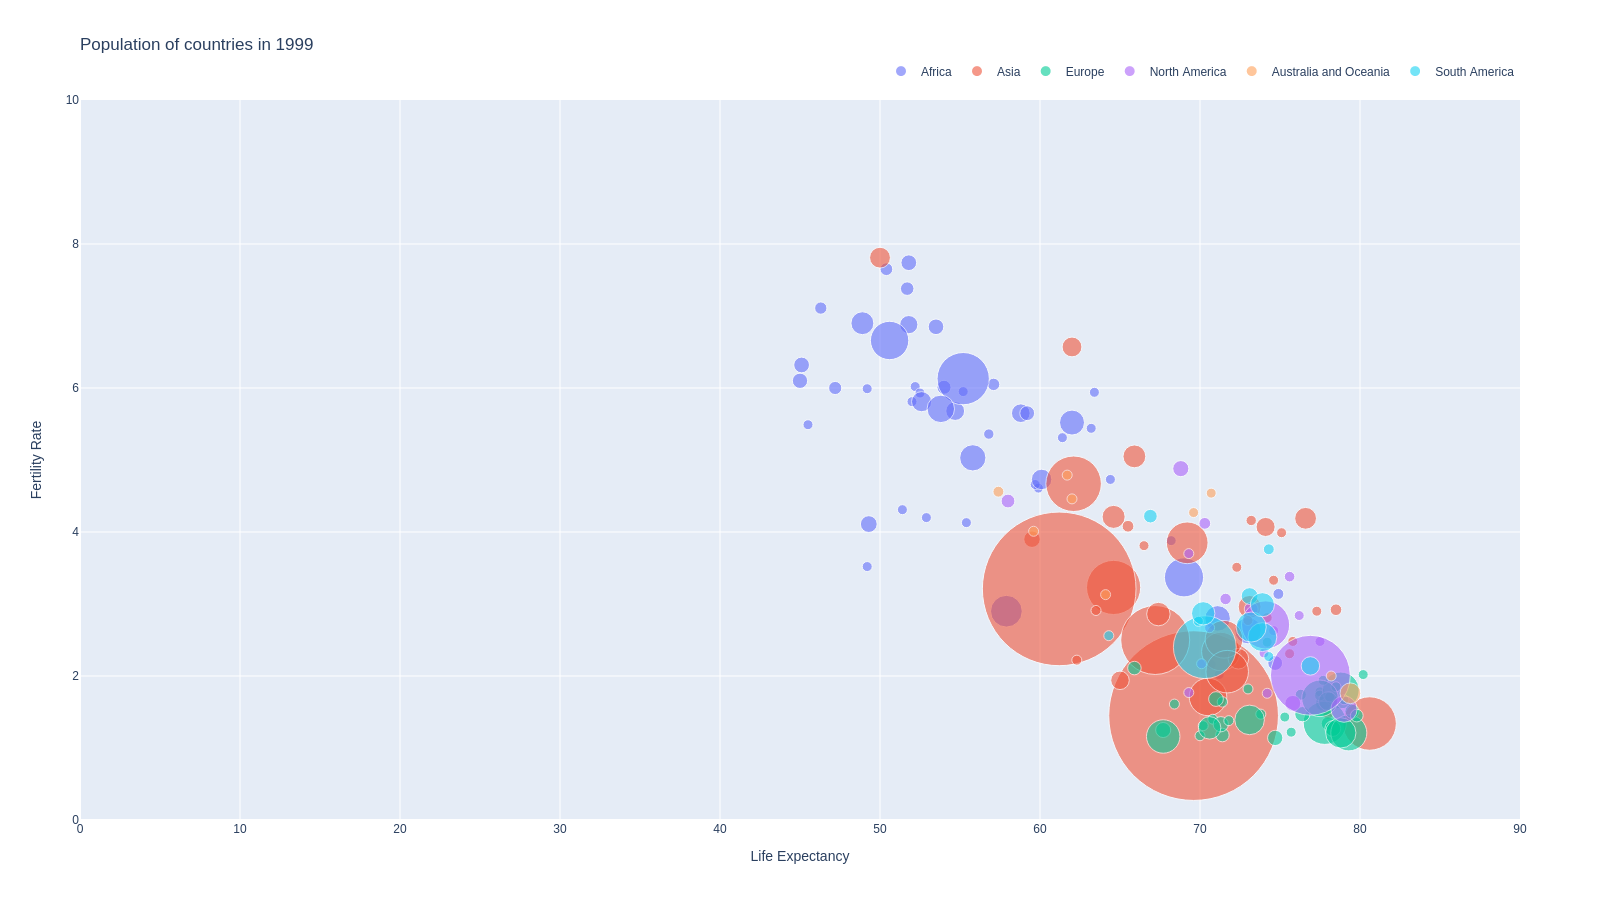 Population of countries in 1999
Africa Asia Europe North America Australia and Oceania South America
10
8
6
4
2
0
Fertility Rate
0 10 20 30 40 50 60 70 80 90
Life Expectancy